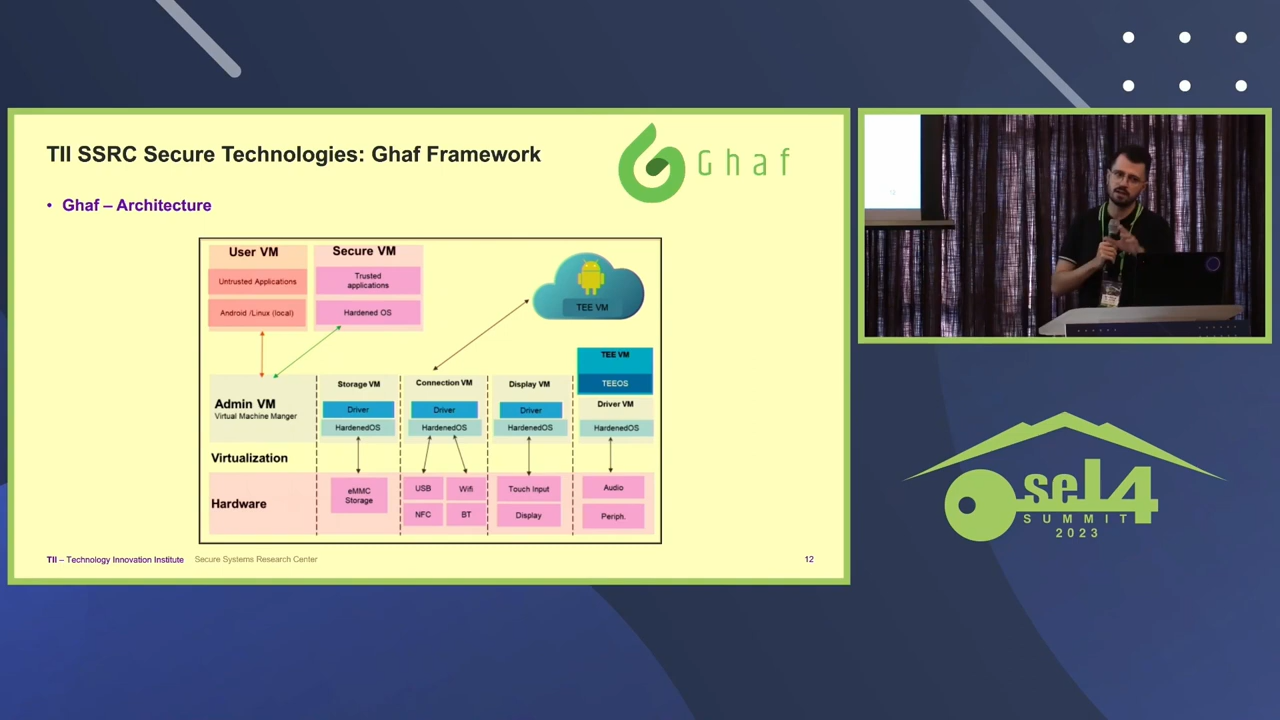 TII SSRC Secure Technologies: Ghaf Framework
Ghaf
• Ghaf – Architecture
User VM
Secure VM
Untrusted Applications
Trusted
applications
Android /Linux (local)
Hardened OS
TEE VM
TEE VM
TEEOS
Admin VM
Virtual Machine Manger
Storage VM
Connection VM
Display VM
Driver VM
Driver
Driver
Driver
HardenedOS
HardenedOS
HardenedOS
HardenedOS
Virtualization
Hardware
eMMC
Storage
USB
Wifi
NFC
BT
Touch Input
Display
Audio
Periph.
TII – Technology Innovation Institute
Secure Systems Research Center
12
seL4
SUMMIT
2023